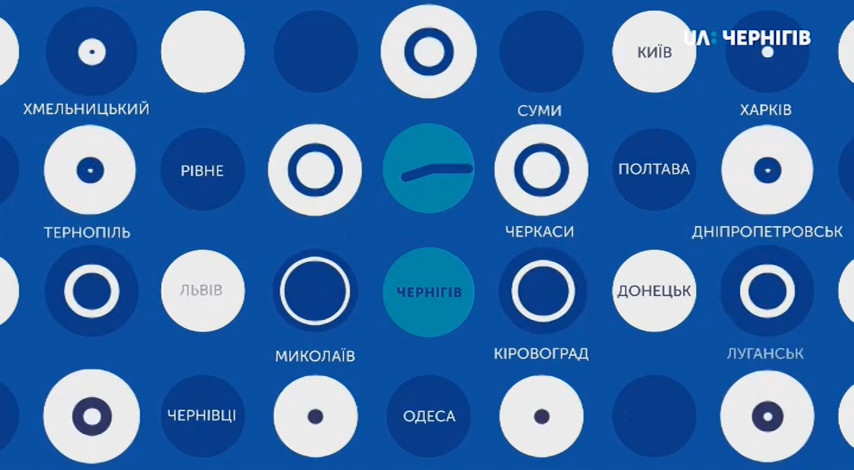 UA: ЧЕРНІГІВ
КИЇВ
ХМЕЛЬНИЦЬКИЙ
СУМИ
ХАРКІВ
РІВНЕ
ПОЛТАВА
ТЕРНОПІЛЬ
ЧЕРКАСИ
ДНІПРОПЕТРОВСЬК
ЛЬВІВ
ЧЕРНІГІВ
ДОНЕЦЬК
МИКОЛАЇВ
КІРОВОГРАД
ЛУГАНСЬК
ЧЕРНІВЦІ
ОДЕСА